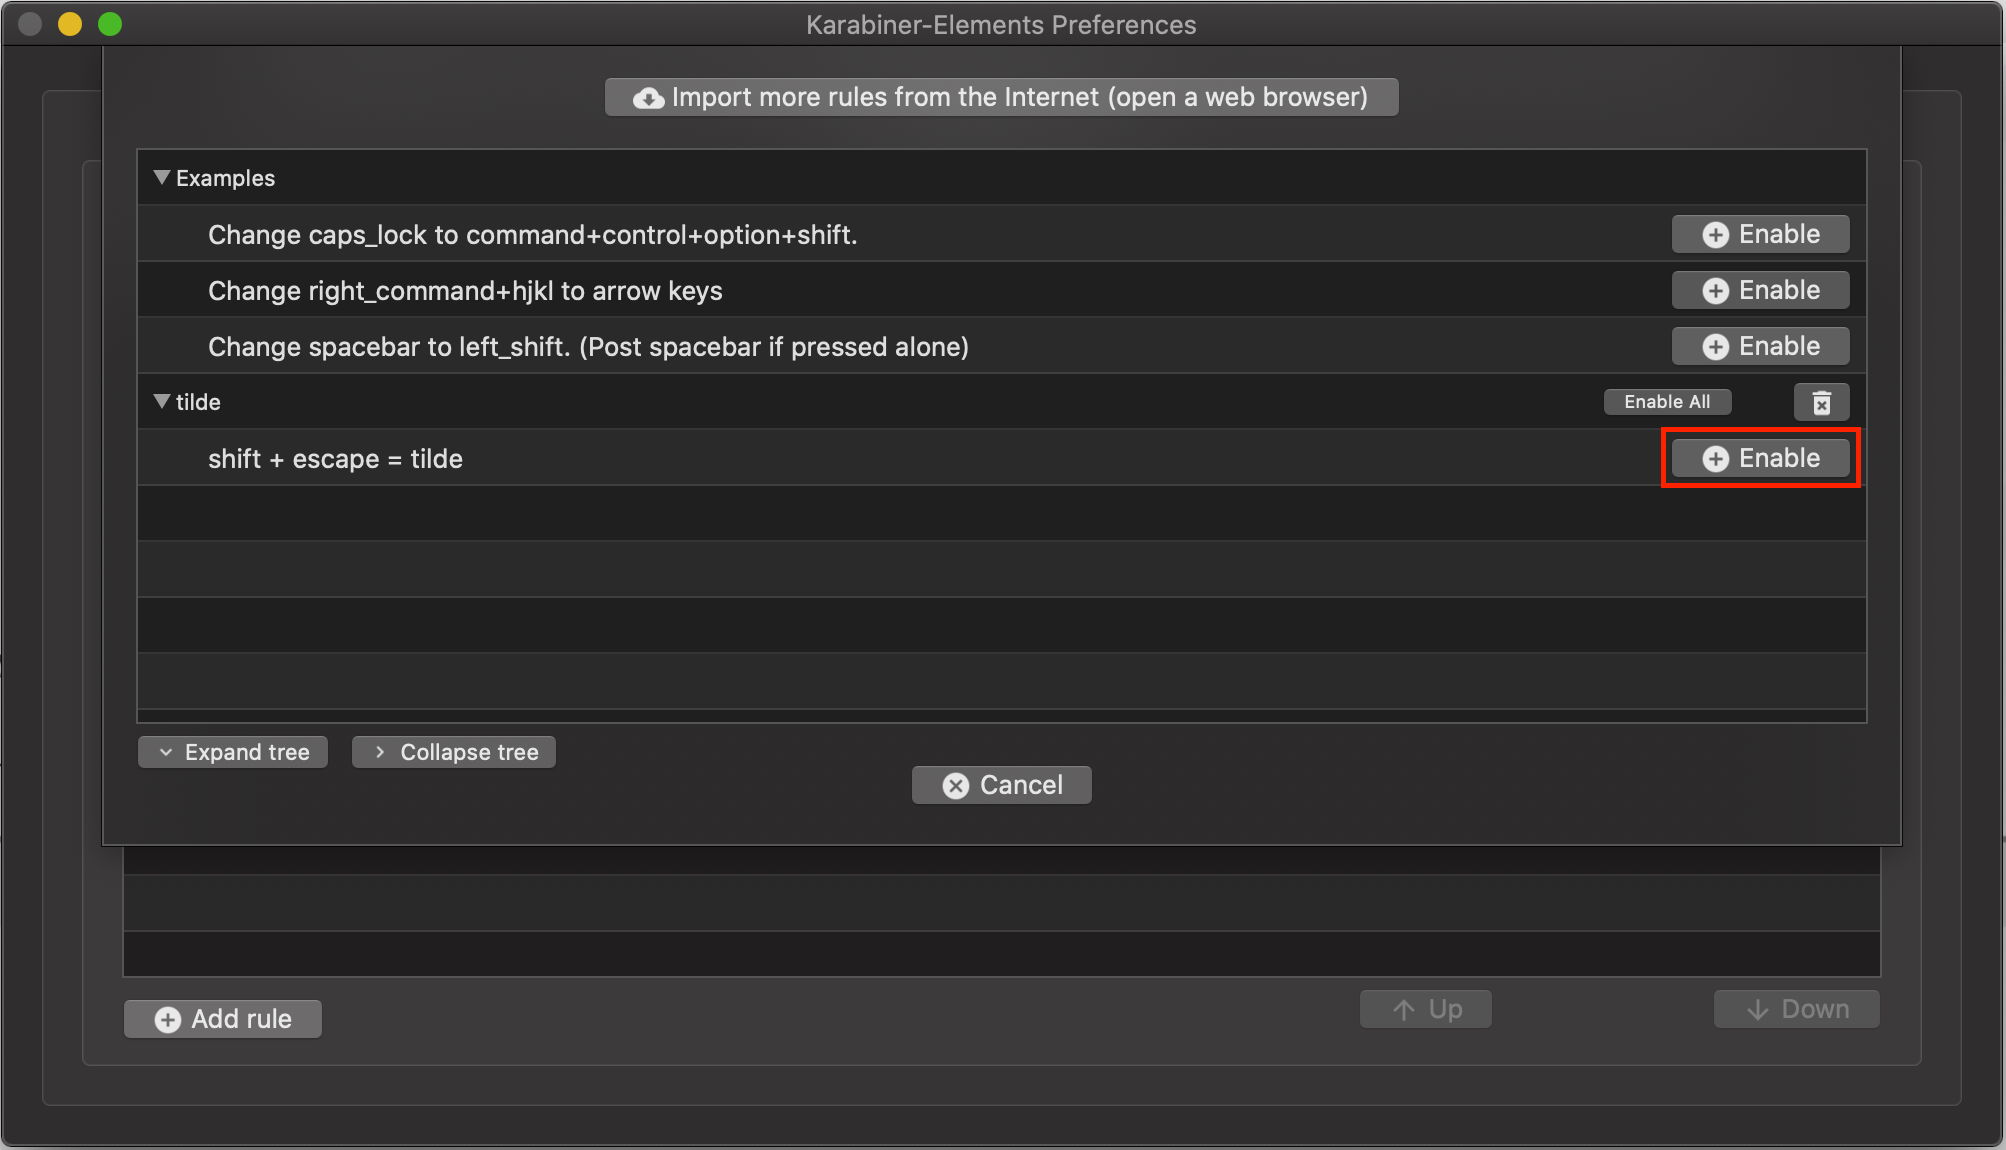 Karabiner-Elements Preferences
Import more rules from the Internet (open a web browser)
Examples
Change caps_lock to command+control+option+shift. Enable
Change right_command+hjkl to arrow keys Enable
Change spacebar to left_shift. (Post spacebar if pressed alone) Enable
tilde Enable All
shift + escape = tilde Enable
Expand tree Collapse tree
Cancel
Add rule Up Down